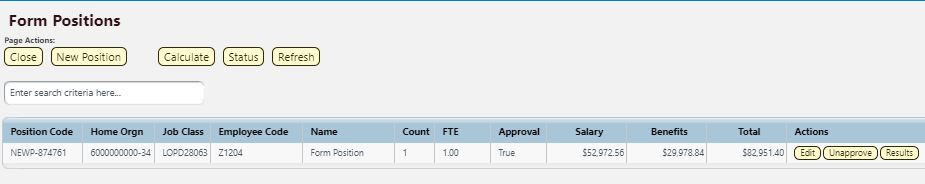 Form Positions
Page Actions:
Close New Position Calculate Status Refresh
Enter search criteria here...
Position Code Home Orgn Job Class Employee Code Name Count FTE Approval Salary Benefits Total Actions
NEWP-874761 6000000000-34 LOPD28063 Z1204 Form Position 1 1.00 True $52,972.56 $29,978.84 $82,951.40 Edit Unapprove Results